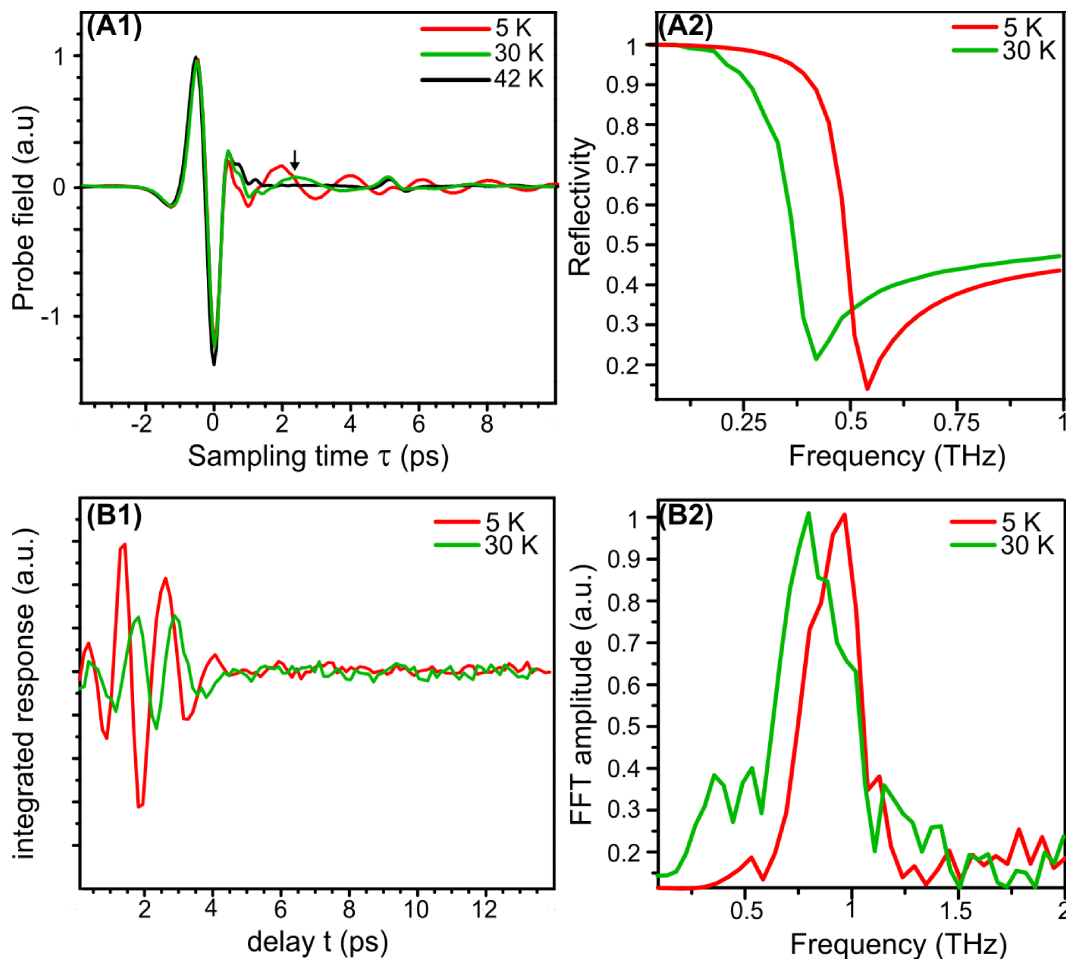 (A1)
5 K
30 K
42 K
1
0
-1
-2
0
2
4
6
8
Probe field (a.u)
Sampling time τ (ps)
(A2)
5 K
30 K
1
0.9
0.8
0.7
0.6
0.5
0.4
0.3
0.2
0.25
0.5
0.75
1
Reflectivity
Frequency (THz)
(B1)
5 K
30 K
2
4
6
8
10
12
integrated response (a.u.)
delay t (ps)
(B2)
5 K
30 K
1
0.9
0.8
0.7
0.6
0.5
0.4
0.3
0.2
0.5
1
1.5
2
FFT amplitude (a.u.)
Frequency (THz)